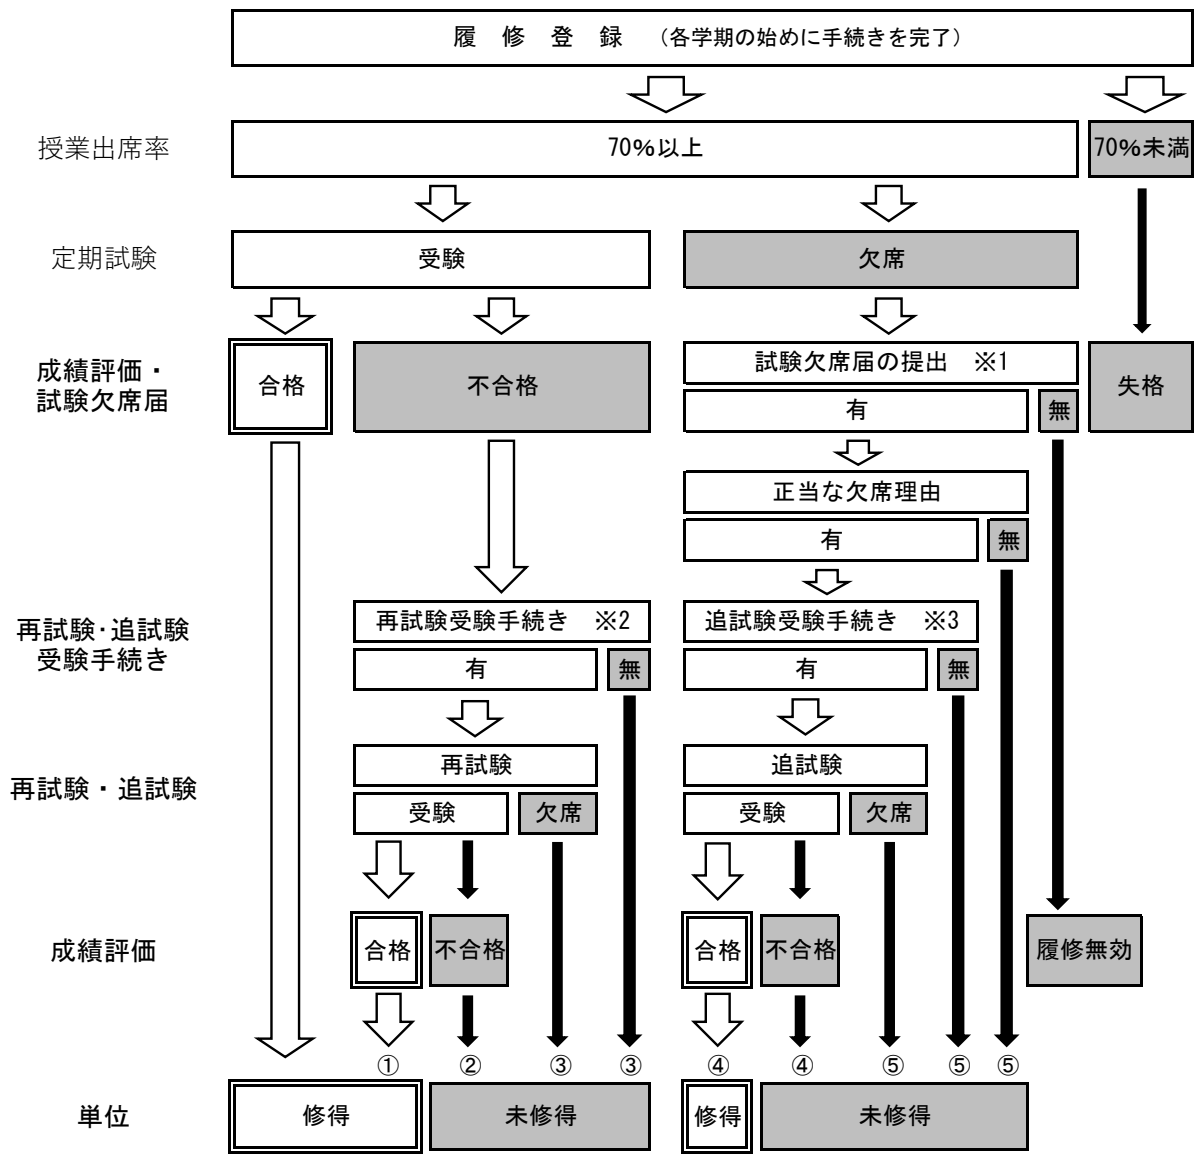 履 修 登 録 （各学期の始めに手続きを完了）
授業出席率
70%以上
70%未満
定期試験
受験
欠席
成績評価・
試験欠席届
合格
不合格
試験欠席届の提出 ※1
有
無
失格
正当な欠席理由
有
無
再試験・追試験
受験手続き
再試験受験手続き ※2
有
無
追試験受験手続き ※3
有
無
再試験・追試験
再試験
受験
欠席
追試験
受験
欠席
成績評価
合格
不合格
合格
不合格
履修無効
①
②
③
③
④
④
⑤
⑤
⑤
単位
修得
未修得
修得
未修得